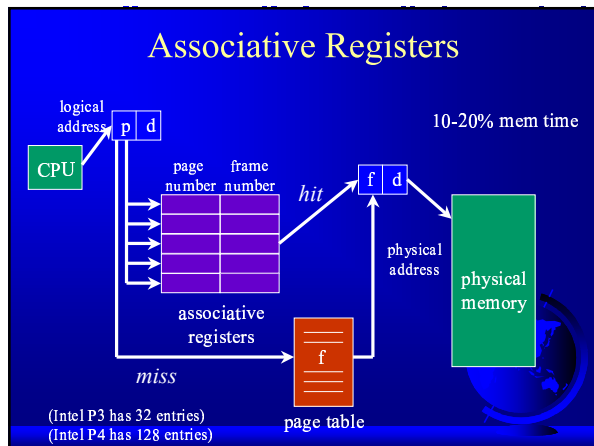 Associative Registers
logical
address
p d
10-20% mem time
CPU
page
number
frame
number
hit
f d
physical
address
physical
memory
associative
registers
f
miss
page table
(Intel P3 has 32 entries)
(Intel P4 has 128 entries)